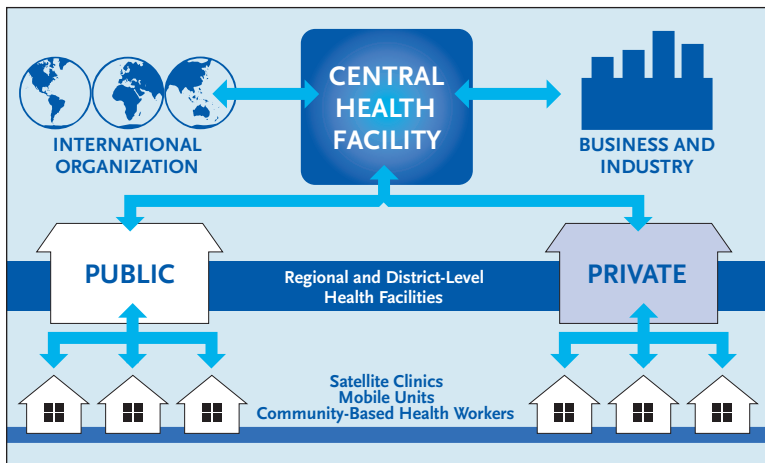 CENTRAL
HEALTH
FACILITY
INTERNATIONAL
ORGANIZATION
BUSINESS AND
INDUSTRY
PUBLIC
Regional and District-Level
Health Facilities
PRIVATE
Satellite Clinics
Mobile Units
Community-Based Health Workers